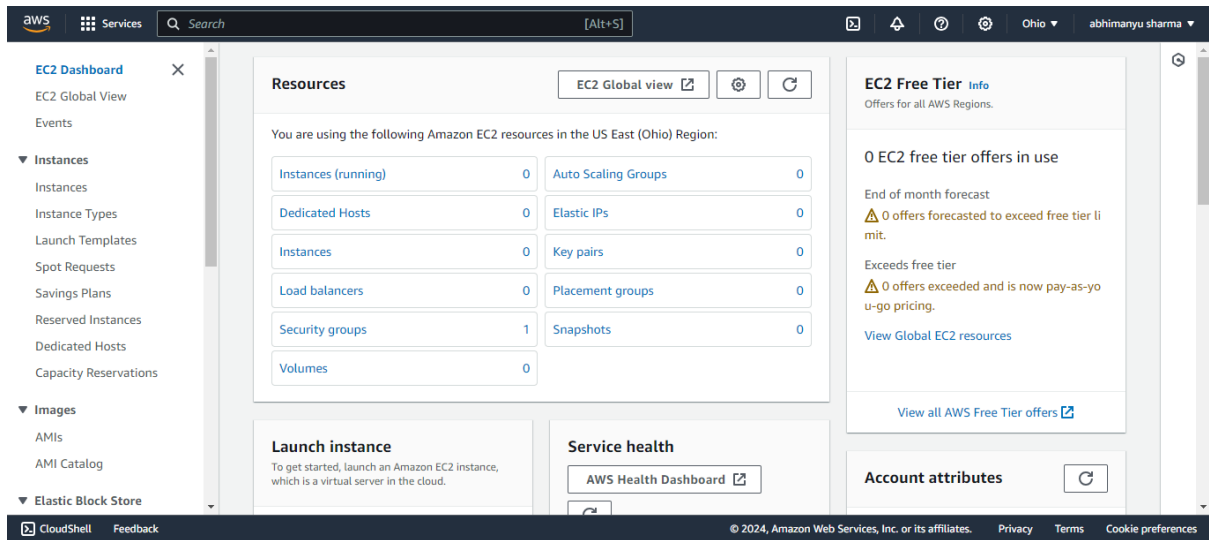 aws
Services
Search
[Alt+S]
Ohio
abhimanyu sharma
EC2 Dashboard
EC2 Global View
Events
Instances
Instances
Instance Types
Launch Templates
Spot Requests
Savings Plans
Reserved Instances
Dedicated Hosts
Capacity Reservations
Images
AMIs
AMI Catalog
Elastic Block Store
Resources
EC2 Global view
You are using the following Amazon EC2 resources in the US East (Ohio) Region:
Instances (running) 0
Auto Scaling Groups 0
Dedicated Hosts 0
Elastic IPs 0
Instances 0
Key pairs 0
Load balancers 0
Placement groups 0
Security groups 1
Snapshots 0
Volumes 0
Launch instance
To get started, launch an Amazon EC2 instance,
which is a virtual server in the cloud.
Service health
AWS Health Dashboard
EC2 Free Tier Info
Offers for all AWS Regions.
0 EC2 free tier offers in use
End of month forecast
0 offers forecasted to exceed free tier li
mit.
Exceeds free tier
0 offers exceeded and is now pay-as-yo
u-go pricing.
View Global EC2 resources
View all AWS Free Tier offers
Account attributes
CloudShell
Feedback
© 2024, Amazon Web Services, Inc. or its affiliates.
Privacy
Terms
Cookie preferences